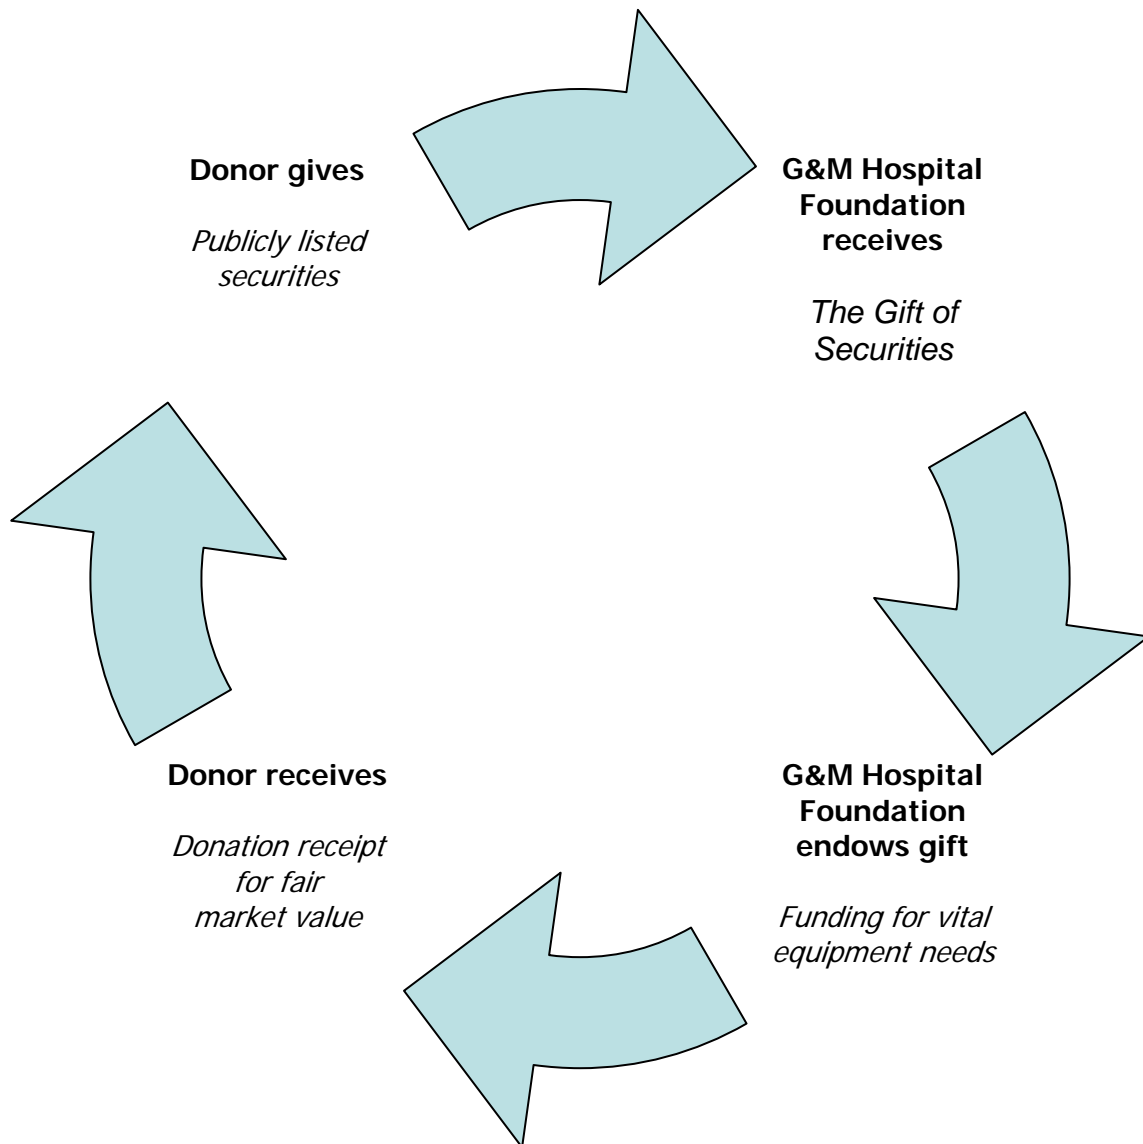 Donor gives
Publicly listed
securities
G&M Hospital
Foundation
receives
The Gift of
Securities
G&M Hospital
Foundation
endows gift
Funding for vital
equipment needs
Donor receives
Donation receipt
for fair
market value